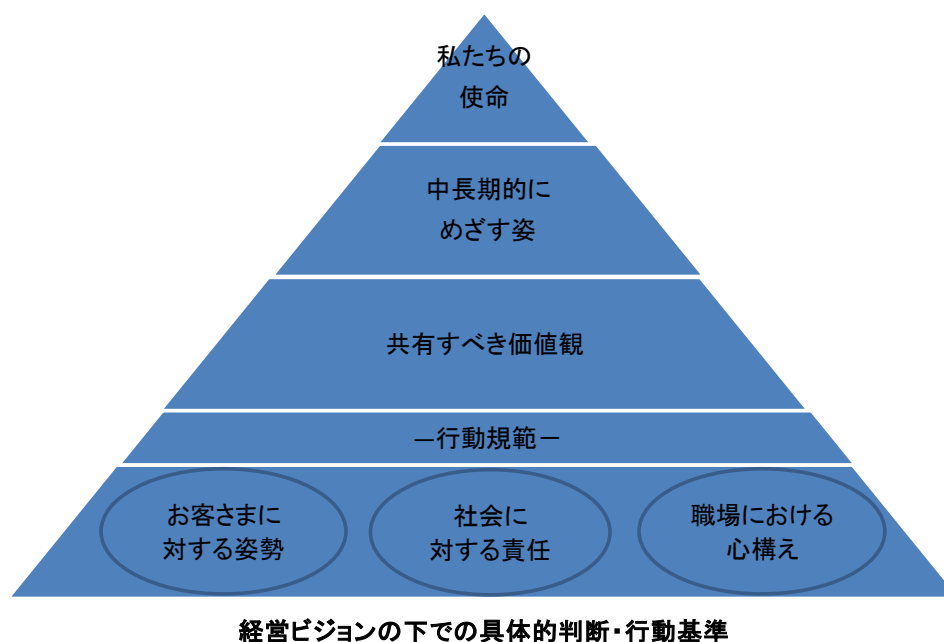 私たちの
使命
中長期的に
めざす姿
共有すべき価値観
―行動規範－
お客さまに
対する姿勢
社会に
対する責任
職場における
心構え
経営ビジョンの下での具体的判断・行動基準